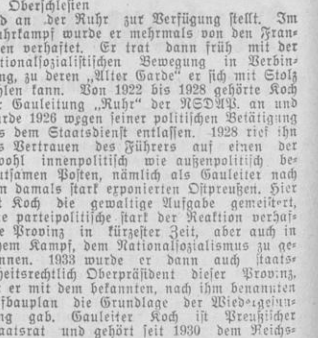 Oberschlesien
d an der Ruhr zur Verfügung stellt. Im
uhrkampf wurde er mehrmals von den Fran-
en verhaftet. Er trat dann früh mit der
ationalsozialistischen Bewegung in Verbin-
ng, zu deren „Alter Garde“ er sich mit Stolz
hlen kann. Von 1922 bis 1928 gehörte Koch
Gauleitung „Ruhr“ der NSDAP. an und
rde 1926 wegen seiner politischen Betätigung
s dem Staatsdienst entlassen. 1928 rief ihn
s Vertrauen des Führers auf einen der
wohl innenpolitisch wie außenpolitisch be-
utsamen Posten, nämlich als Gauleiter nach
n damals stark exponierten Ostpreußen. Hier
t Koch die gewaltige Aufgabe gemeistert,
e parteipolitische stark der Reaktion verhaf-
e Provinz in kürzester Zeit, aber auch in
gem Kampf, dem Nationalsozialismus zu ge-
nnen. 1933 wurde er dann auch staats-
heitsrechtlich Oberpräsident dieser Provinz,
r er mit dem bekannten, nach ihm benannten
fbauplan die Grundlage der Wiedergesun-
ng gab. Gauleiter Koch ist Preußischer
aatsrat und gehört seit 1930 dem Reichs-